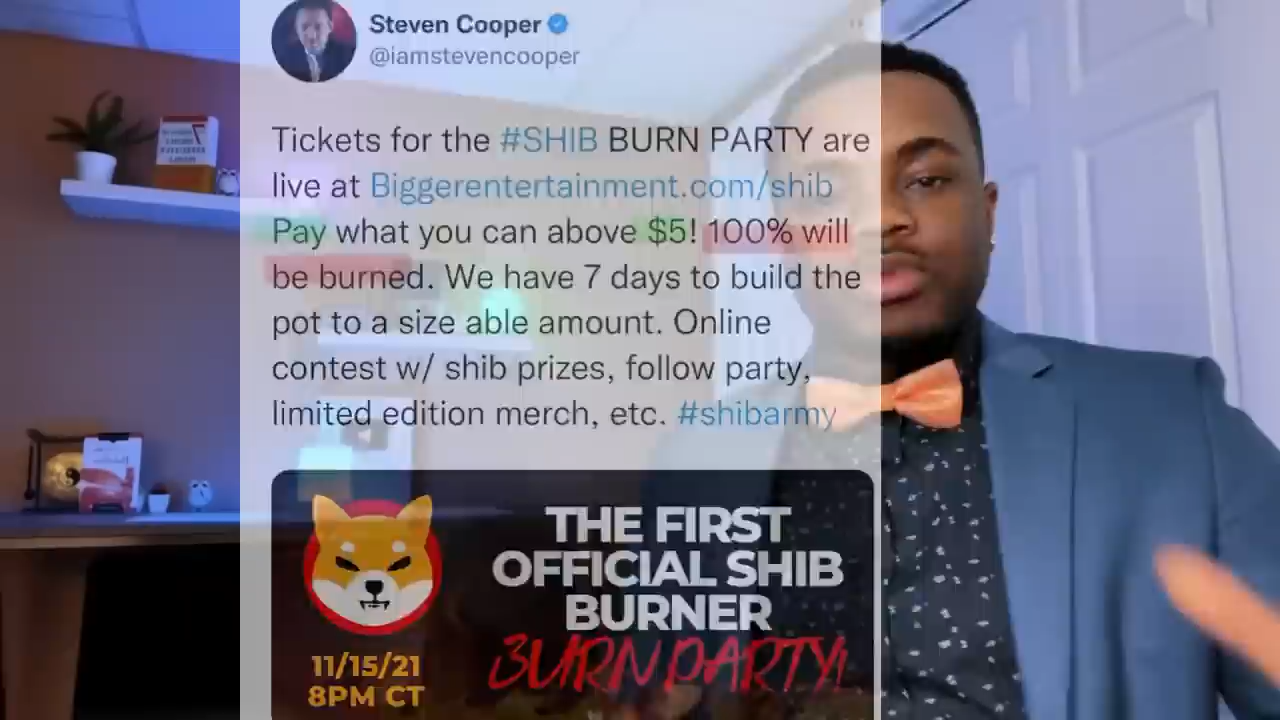 Steven Cooper
@iamstevencooper
Tickets for the #SHIB BURN PARTY are
live at Biggerentertainment.com/shib
Pay what you can above $5! 100% will
be burned. We have 7 days to build the
pot to a size able amount. Online
contest w/ shib prizes, follow party,
limited edition merch, etc. #shibarmy
THE FIRST
OFFICIAL SHIB
BURNER
BURN PARTY!
11/15/21
8PM CT